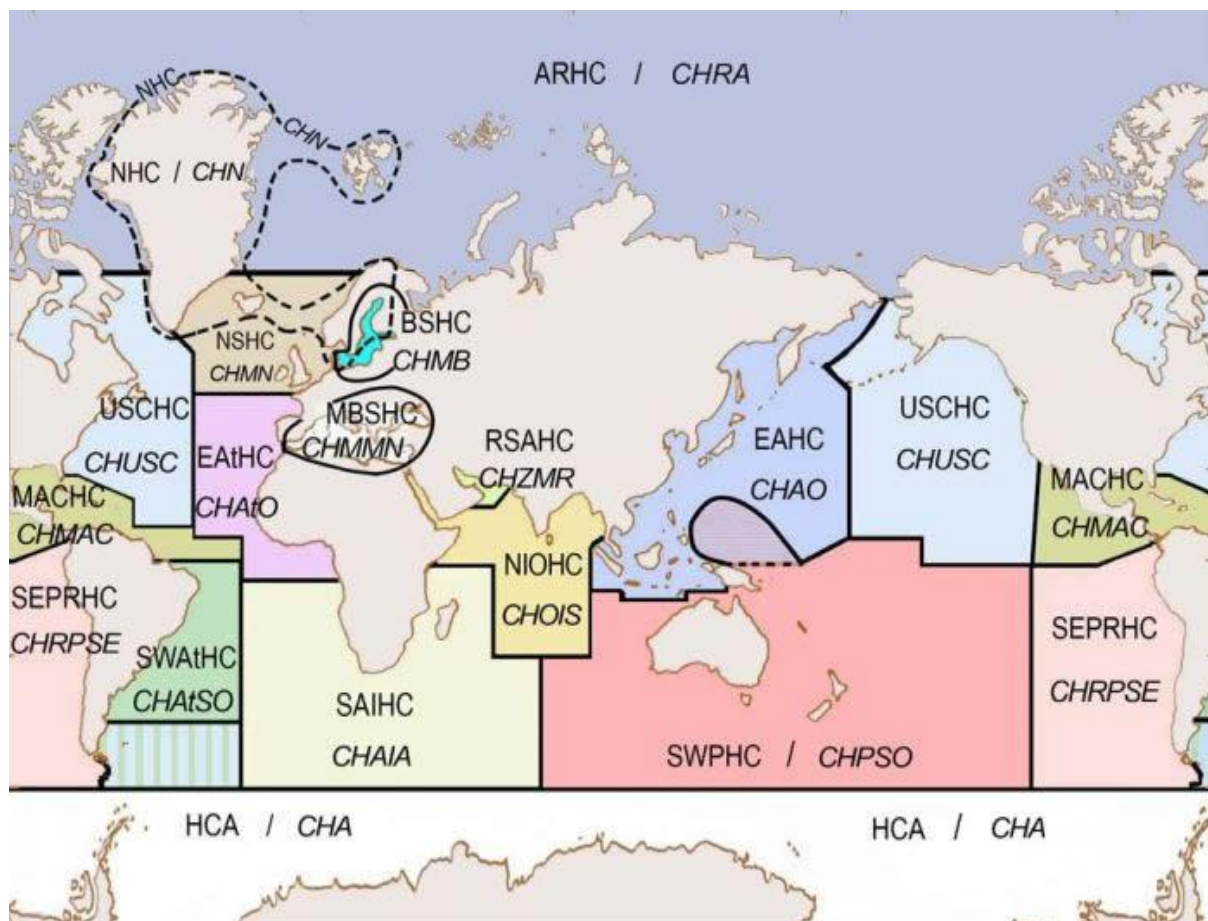 ARHC / CHRA
NHC
CHN
NHC / CHN
BSHC
CHMB
NSHC
CHMN
USCHC
CHUSC
MBSHC
CHMMN
EAtHC
CHAtO
RSAHC
CHZMR
EAHC
CHAO
USCHC
CHUSC
MACHC
CHMAC
MACHC
CHMAC
NIOHC
CHOIS
SEPRHC
CHRPSE
SWAtHC
CHAtSO
SAIHC
CHAIA
SWPHC / CHPSO
SEPRHC
CHRPSE
HCA / CHA
HCA / CHA